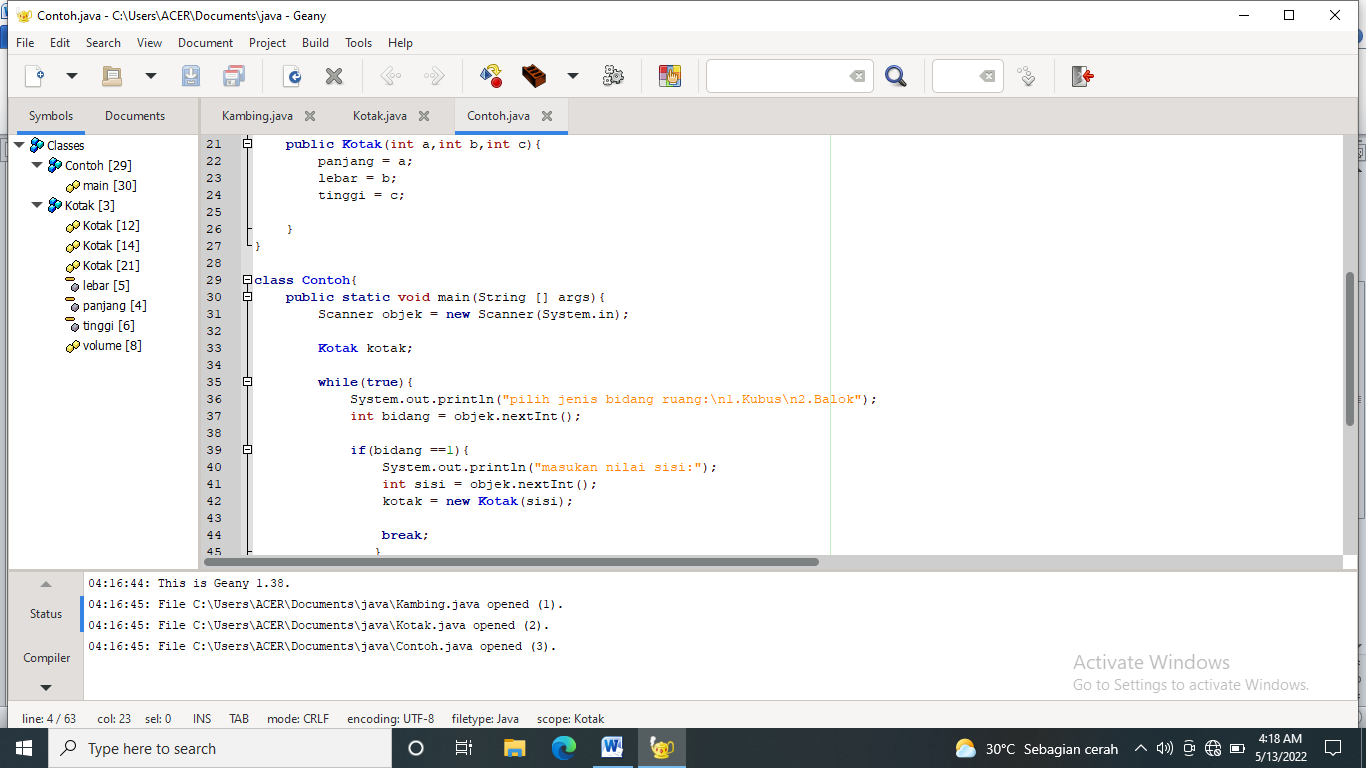 Contoh.java - C:\Users\ACER\Documents\java - Geany
File Edit Search View Document Project Build Tools Help
Symbols Documents Kambing.java Kotak.java Contoh.java
Classes
Contoh [29]
main [30]
Kotak [3]
Kotak [12]
Kotak [14]
Kotak [21]
lebar [5]
panjang [4]
tinggi [6]
volume [8]
21 public Kotak(int a,int b,int c){
22 panjang = a;
23 lebar = b;
24 tinggi = c;
25
26 }
27 }
28
29 class Contoh{
30 public static void main(String [] args){
31 Scanner objek = new Scanner(System.in);
32
33 Kotak kotak;
34
35 while(true){
36 System.out.println("pilih jenis bidang ruang:\n1.Kubus\n2.Balok");
37 int bidang = objek.nextInt();
38
39 if(bidang ==1){
40 System.out.println("masukan nilai sisi:");
41 int sisi = objek.nextInt();
42 kotak = new Kotak(sisi);
43
44 break;
45 }
Status
Compiler
04:16:44: This is Geany 1.38.
04:16:45: File C:\Users\ACER\Documents\java\Kambing.java opened (1).
04:16:45: File C:\Users\ACER\Documents\java\Kotak.java opened (2).
04:16:45: File C:\Users\ACER\Documents\java\Contoh.java opened (3).
Activate Windows
Go to Settings to activate Windows.
line: 4 / 63 col: 23 sel: 0 INS TAB mode: CRLF encoding: UTF-8 filetype: Java scope: Kotak
Type here to search
30°C Sebagian cerah
4:18 AM
5/13/2022